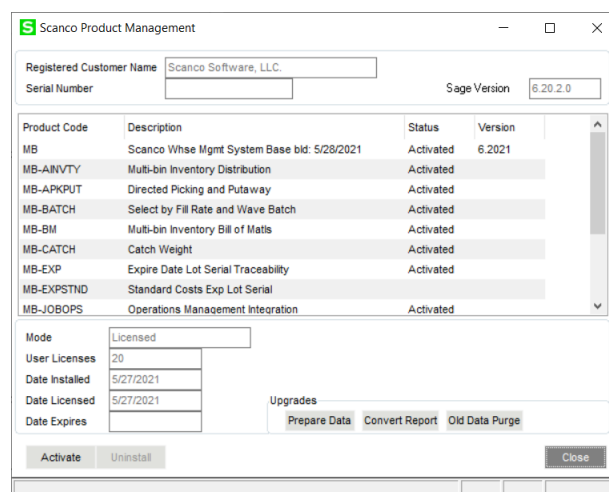 S Scanco Product Management
Registered Customer Name Scanco Software, LLC.
Serial Number Sage Version 6.20.2.0
Product Code Description Status Version
MB Scanco Whse Mgmt System Base bld: 5/28/2021 Activated 6.2021
MB-AINVTY Multi-bin Inventory Distribution Activated
MB-APKPUT Directed Picking and Putaway Activated
MB-BATCH Select by Fill Rate and Wave Batch Activated
MB-BM Multi-bin Inventory Bill of Matls Activated
MB-CATCH Catch Weight Activated
MB-EXP Expire Date Lot Serial Traceability Activated
MB-EXPSTND Standard Costs Exp Lot Serial
MB-JOBOPS Operations Management Integration Activated
Mode Licensed
User Licenses 20
Date Installed 5/27/2021
Date Licensed 5/27/2021 Upgrades
Date Expires Prepare Data Convert Report Old Data Purge
Activate Uninstall Close